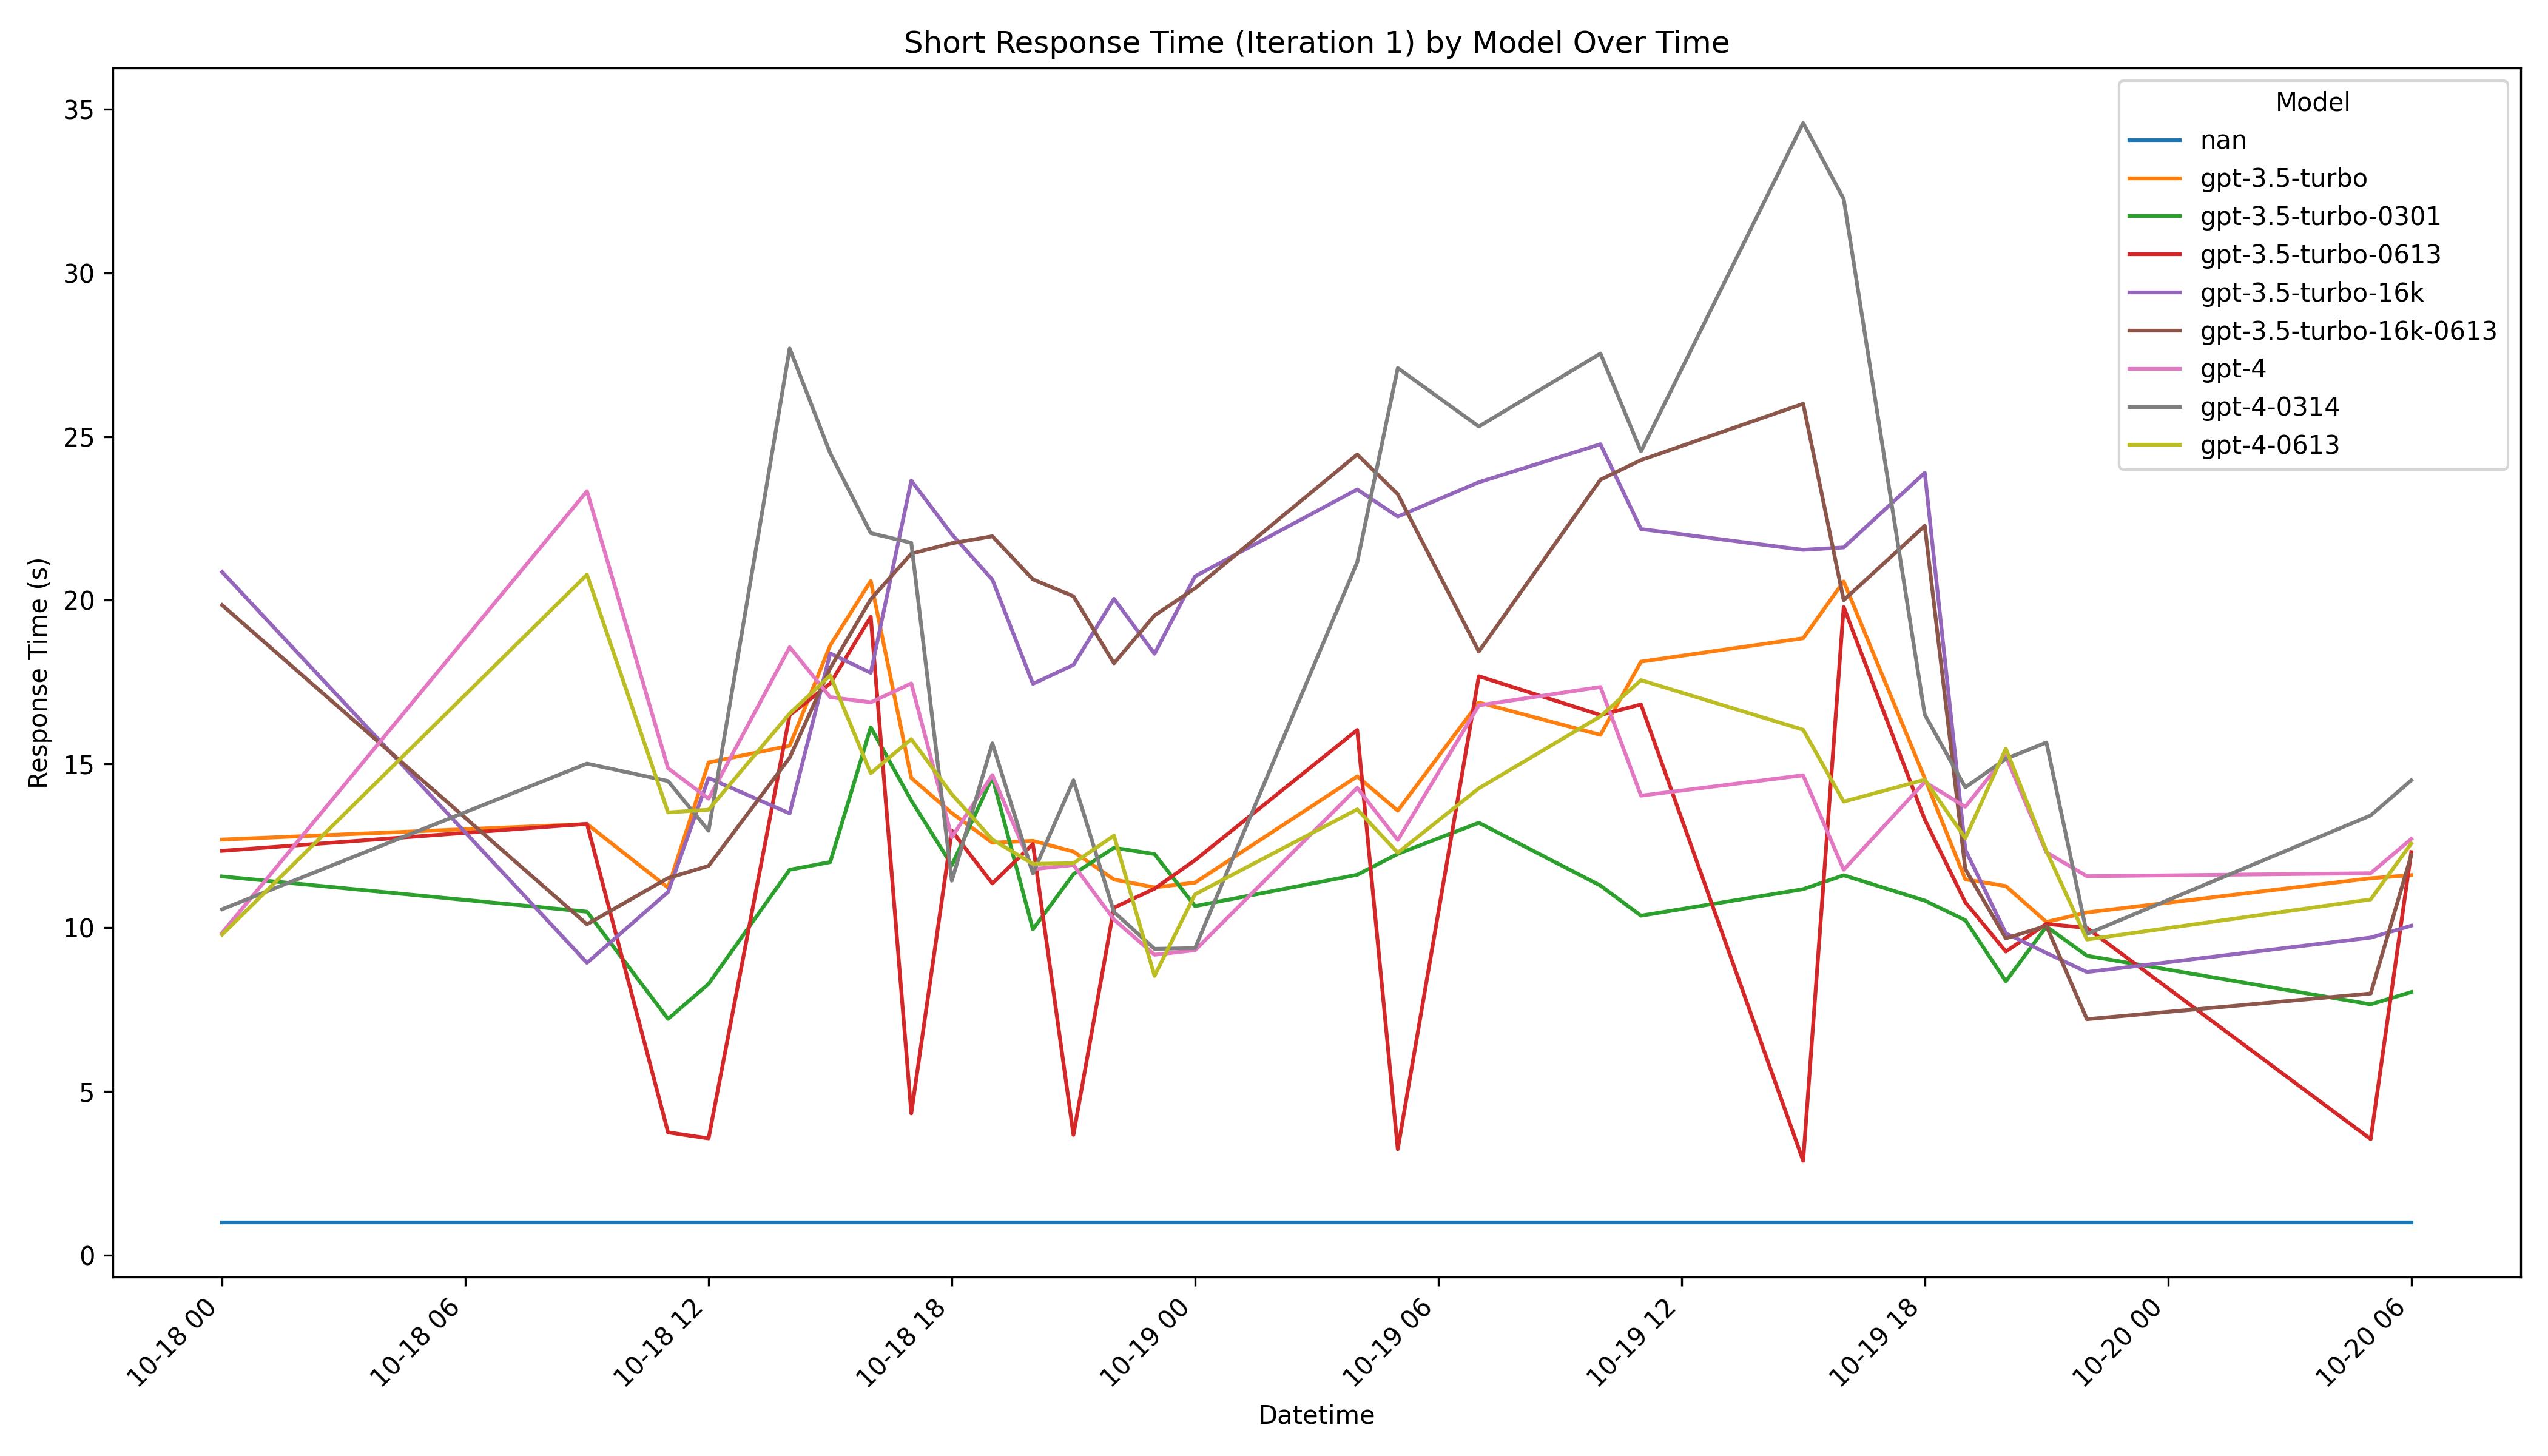 Short Response Time (Iteration 1) by Model Over Time
Model
nan
gpt-3.5-turbo
gpt-3.5-turbo-0301
gpt-3.5-turbo-0613
gpt-3.5-turbo-16k
gpt-3.5-turbo-16k-0613
gpt-4
gpt-4-0314
gpt-4-0613
Response Time (s)
35
30
25
20
15
10
5
0
10-18 00
10-18 06
10-18 12
10-18 18
10-19 00
10-19 06
10-19 12
10-19 18
10-20 00
10-20 06
Datetime